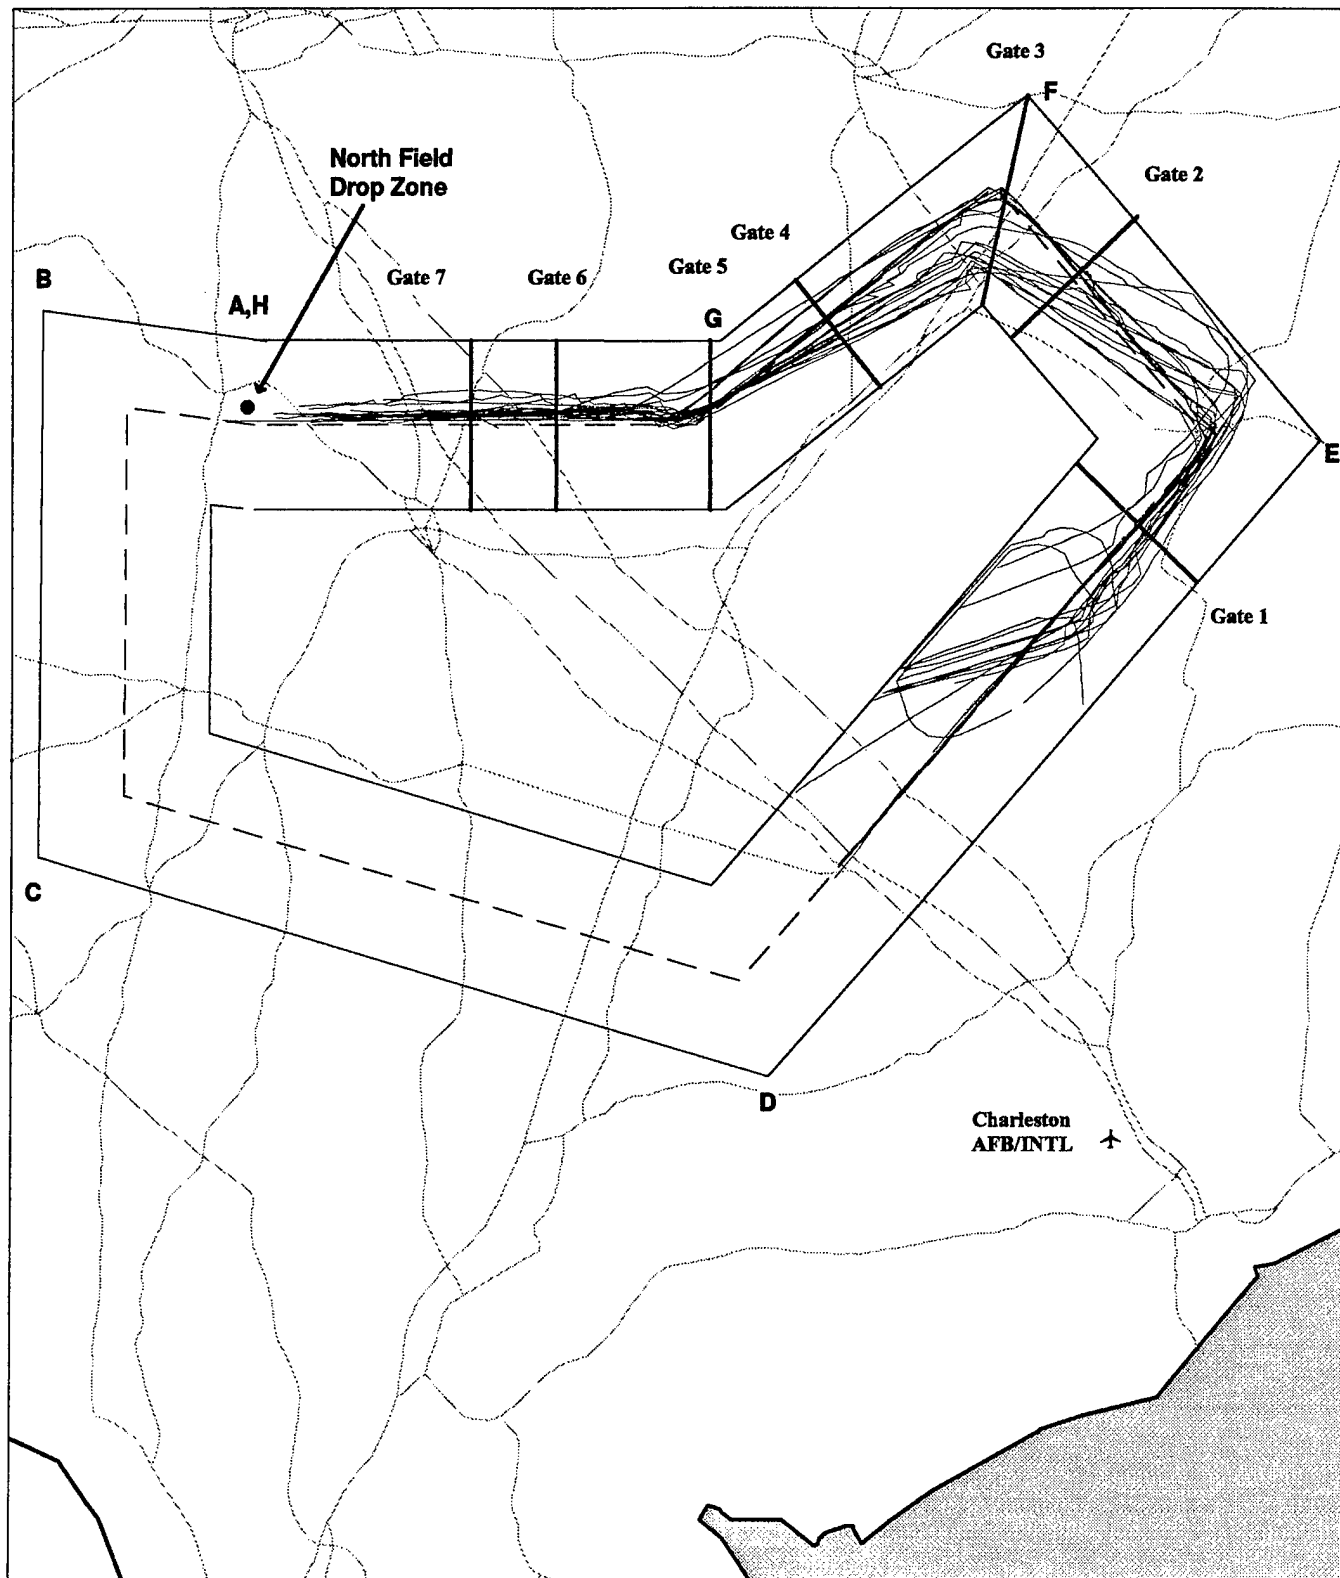 Gate 3
F
North Field
Drop Zone
Gate 2
Gate 4
Gate 5
Gate 7
Gate 6
B
A,H
G
E
Gate 1
C
D
Charleston
AFB/INTL